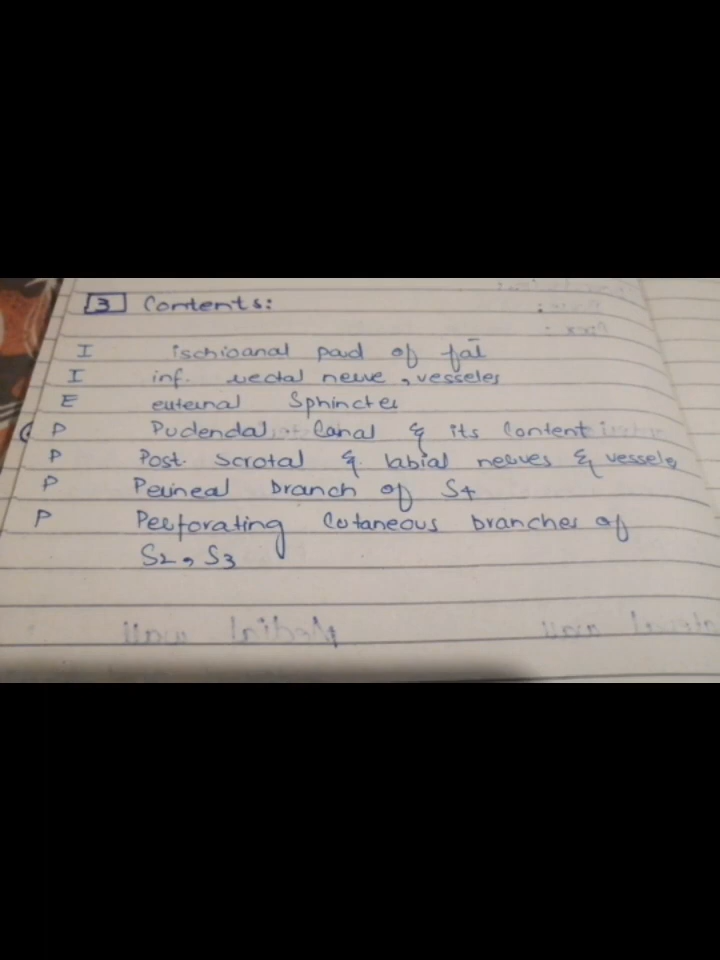 3 Contents:
I ischioanal pad of fat
I inf. rectal nerve, vesseles
E external Sphincter
P Pudendal Canal & its Content
P Post. Scrotal & labial nerves & vessels
P Perineal branch of S4
P Perforating Cutaneous branches of
S2, S3